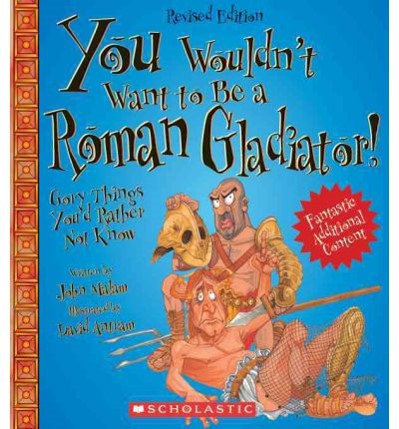 Revised Edition
You Wouldn't
Want to Be a
Roman Gladiator!
Gory Things
You'd Rather
Not Know
Fantastic
Additional
Content
Written by
John Malam
Illustrated by
David Antram
SCHOLASTIC